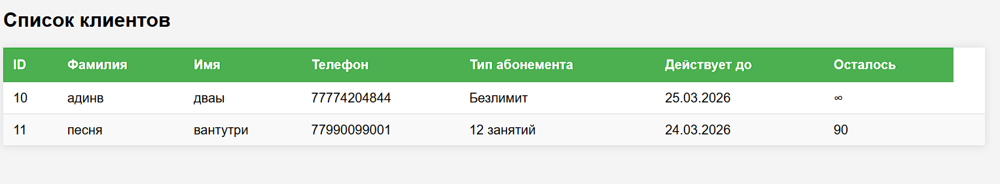 Список клиентов
ID Фамилия Имя Телефон Тип абонемента Действует до Осталось
10 адинв дваы 77774204844 Безлимит 25.03.2026 ∞
11 песня вантутри 77990099001 12 занятий 24.03.2026 90